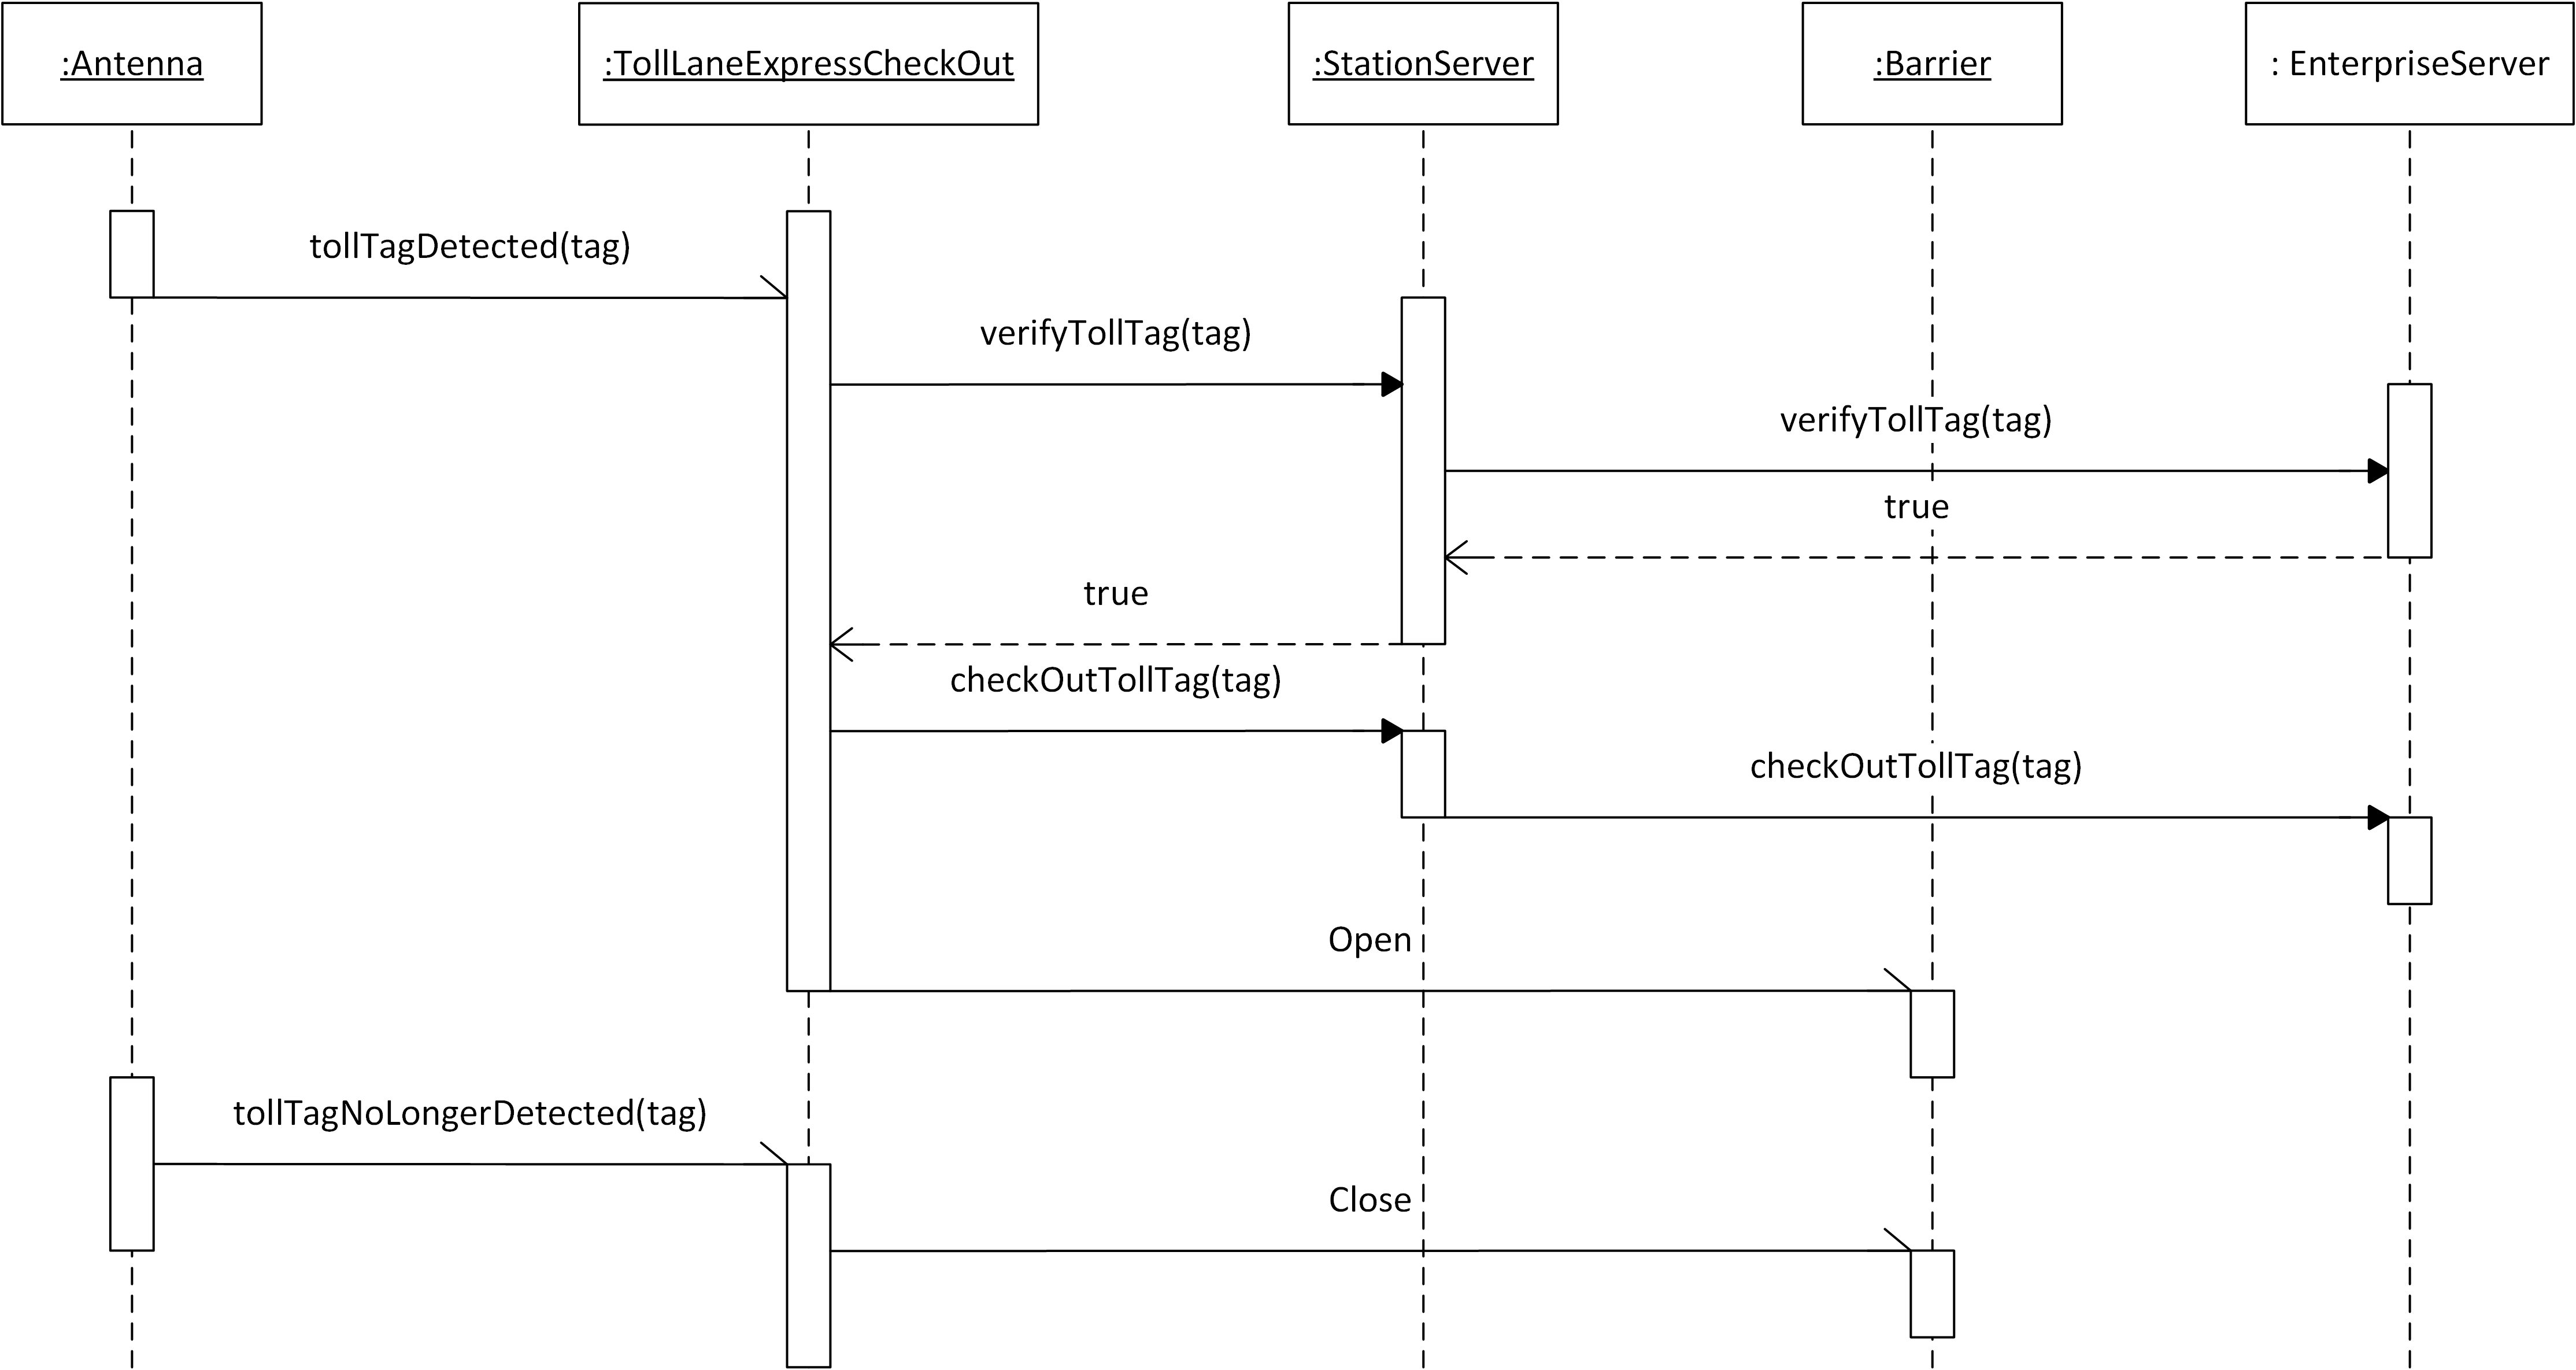 :Antenna
:TollLaneExpressCheckOut
:StationServer
:Barrier
: EnterpriseServer
tollTagDetected(tag)
verifyTollTag(tag)
verifyTollTag(tag)
true
true
checkOutTollTag(tag)
checkOutTollTag(tag)
Open
tollTagNoLongerDetected(tag)
Close